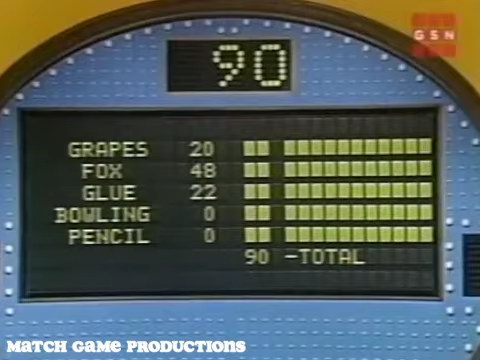 90
GSN
GRAPES 20
FOX 48
GLUE 22
BOWLING 0
PENCIL 0
90 -TOTAL
MATCH GAME PRODUCTIONS